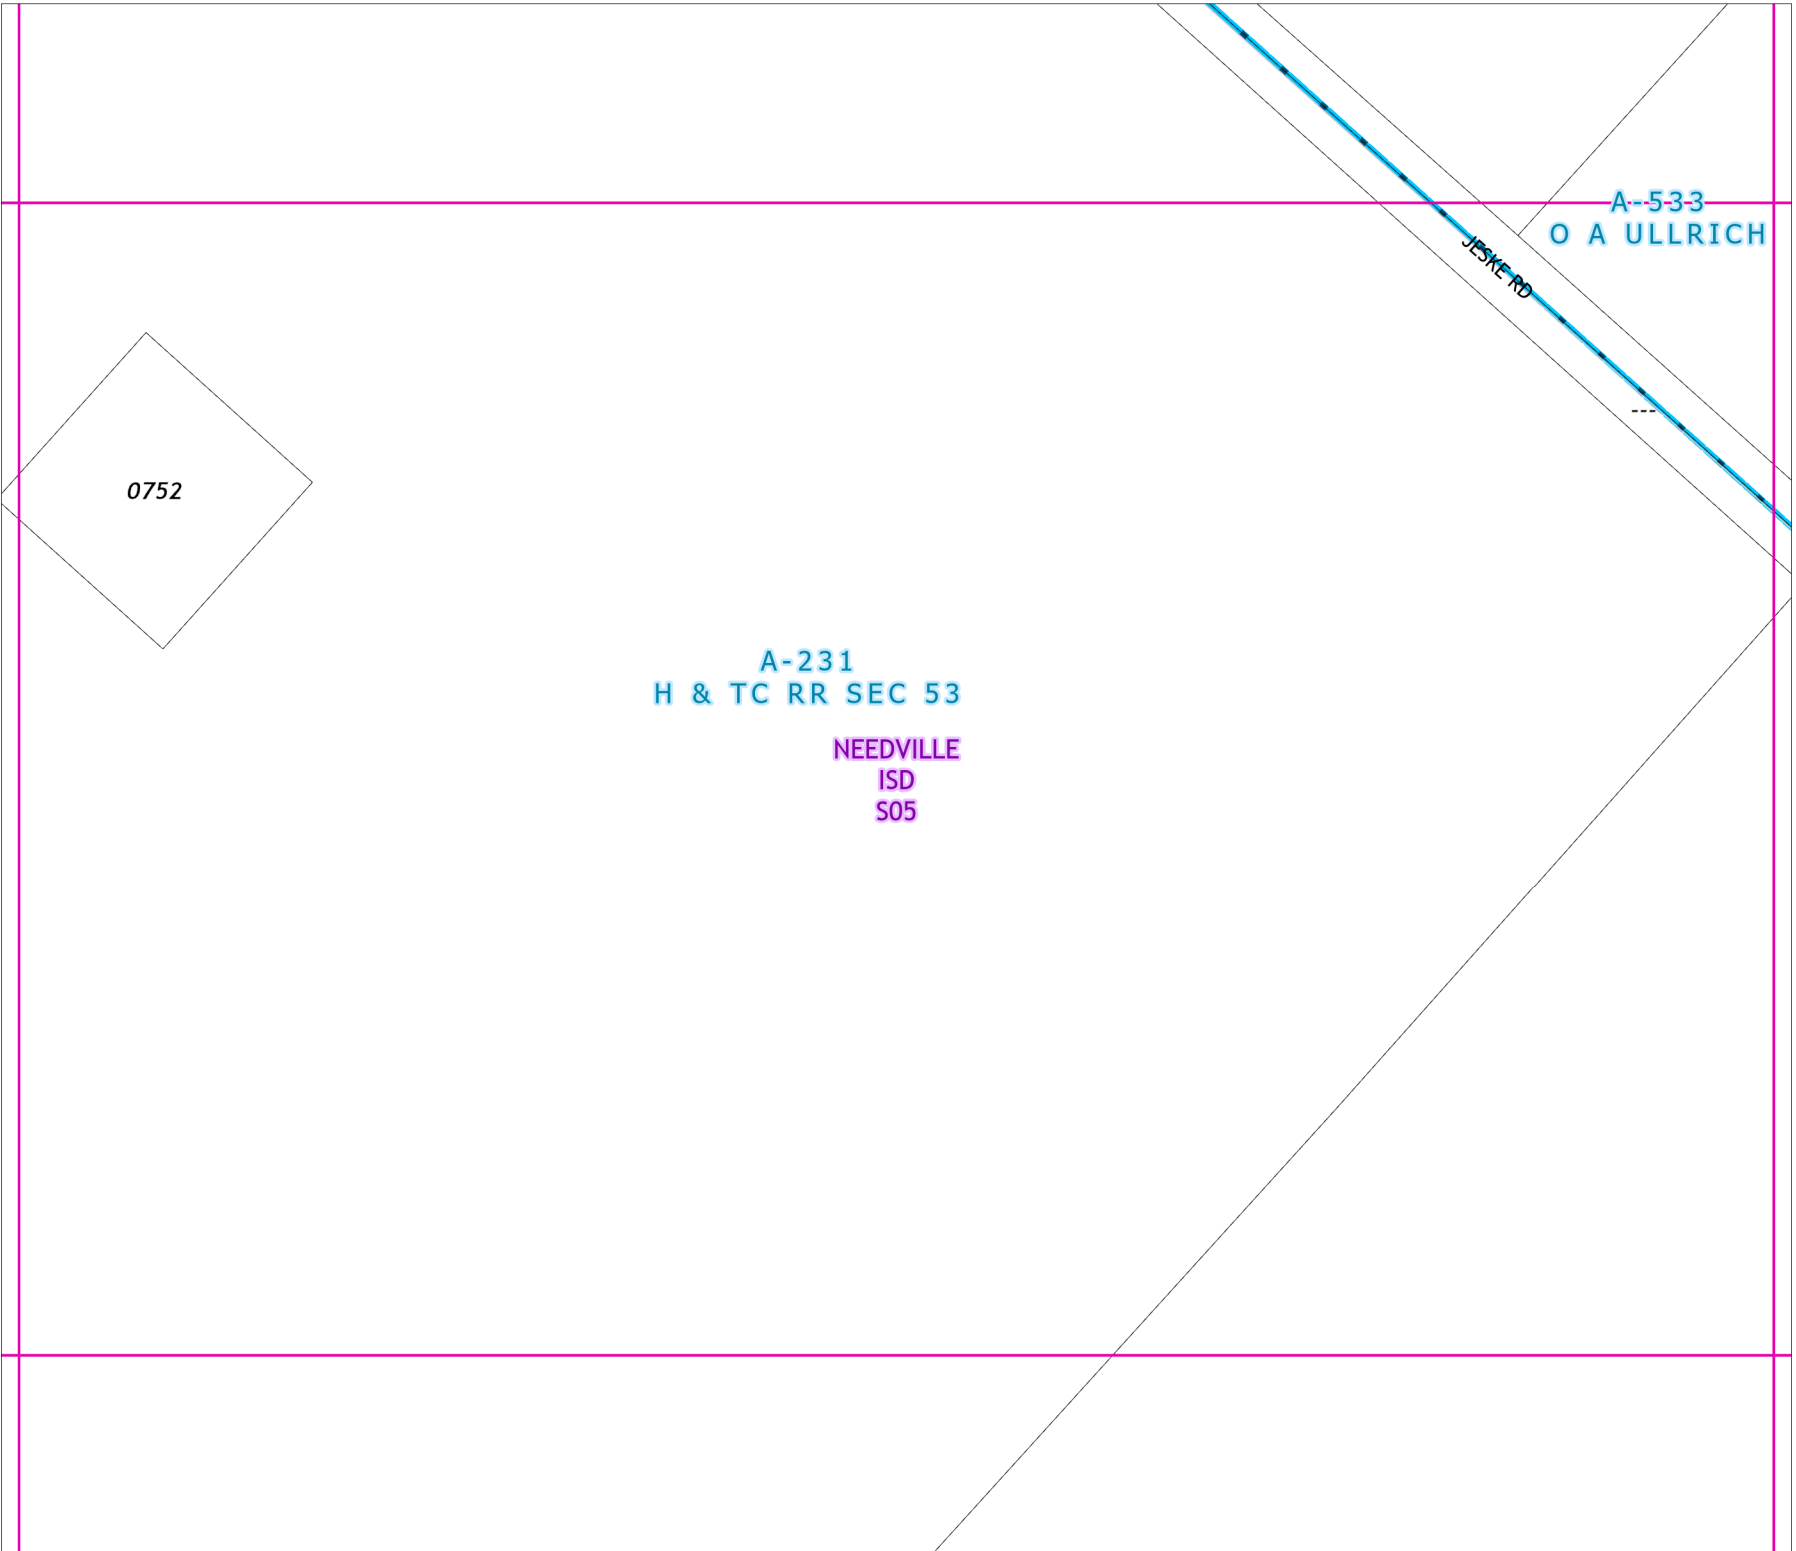 A-533
O A ULLRICH
JESKE RD
---
0752
A-231
H & TC RR SEC 53
NEEDVILLE
ISD
S05